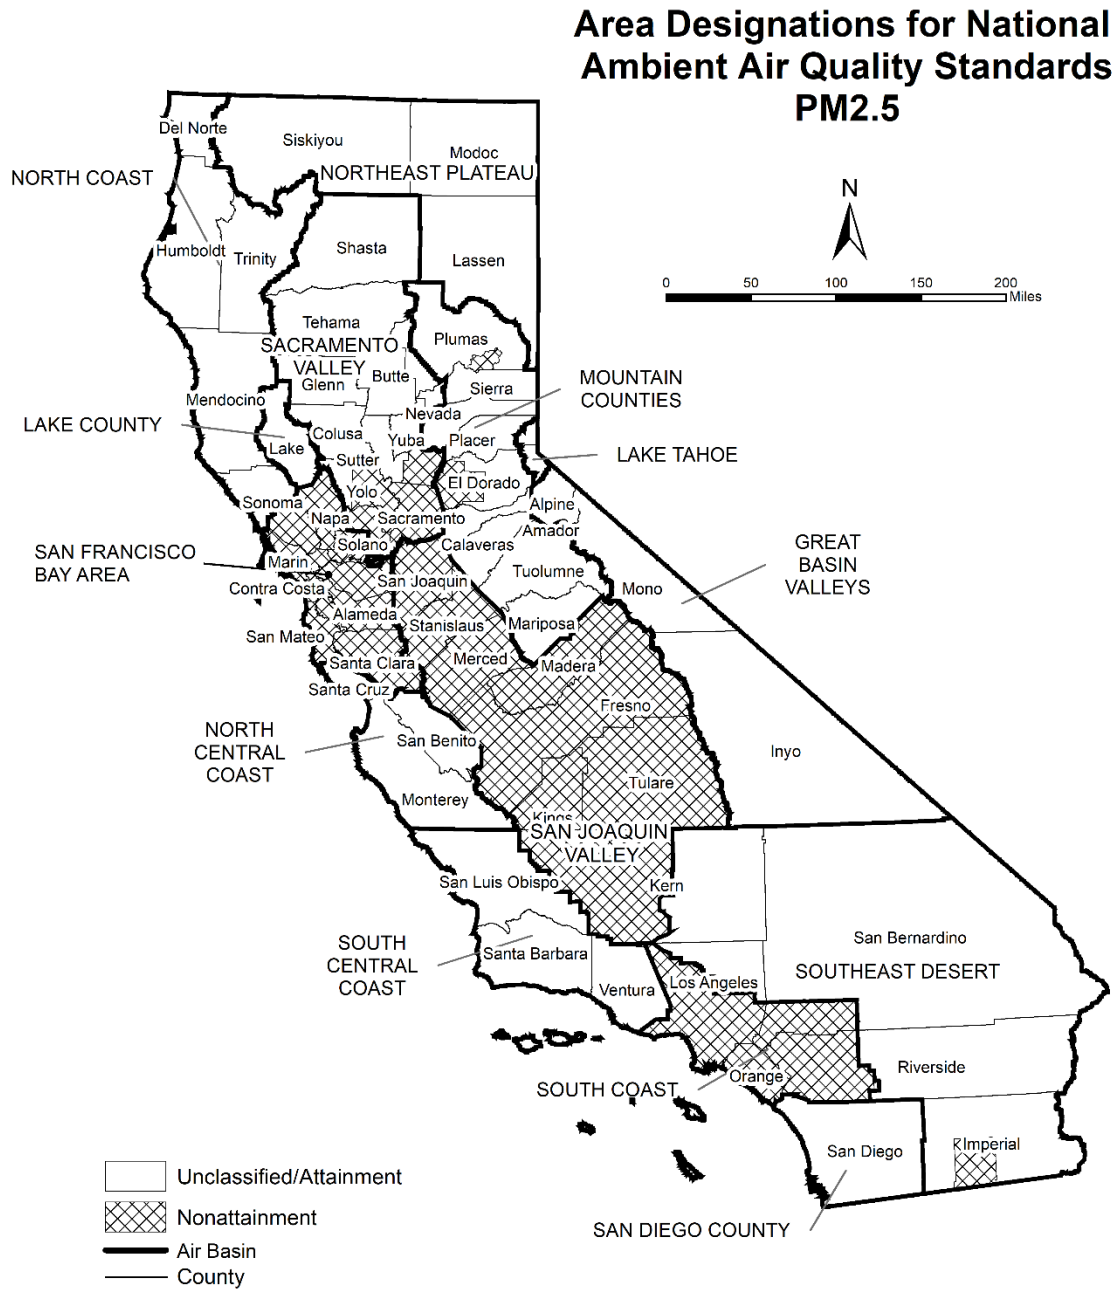 Area Designations for National
Ambient Air Quality Standards
PM2.5
Del Norte
Siskiyou
Modoc
NORTH COAST
NORTHEAST PLATEAU
N
Humboldt
Trinity
Shasta
Lassen
0 50 100 150 200
Miles
Tehama
Plumas
SACRAMENTO
VALLEY
Glenn
Butte
Sierra
MOUNTAIN
COUNTIES
Mendocino
Nevada
LAKE COUNTY
Colusa
Yuba
Placer
Lake
Sutter
LAKE TAHOE
Yolo
El Dorado
Sonoma
Napa
Sacramento
Alpine
Amador
SAN FRANCISCO
BAY AREA
Solano
Calaveras
GREAT
BASIN
VALLEYS
Marin
Contra Costa
San Joaquin
Tuolumne
Mono
San Mateo
Alameda
Stanislaus
Mariposa
Santa Clara
Merced
Madera
Santa Cruz
Fresno
NORTH
CENTRAL
COAST
San Benito
Inyo
Monterey
Tulare
Kings
SAN JOAQUIN
VALLEY
San Luis Obispo
Kern
SOUTH
CENTRAL
COAST
Santa Barbara
San Bernardino
SOUTHEAST DESERT
Ventura
Los Angeles
SOUTH COAST
Orange
Riverside
San Diego
Imperial
SAN DIEGO COUNTY
Unclassified/Attainment
Nonattainment
Air Basin
County